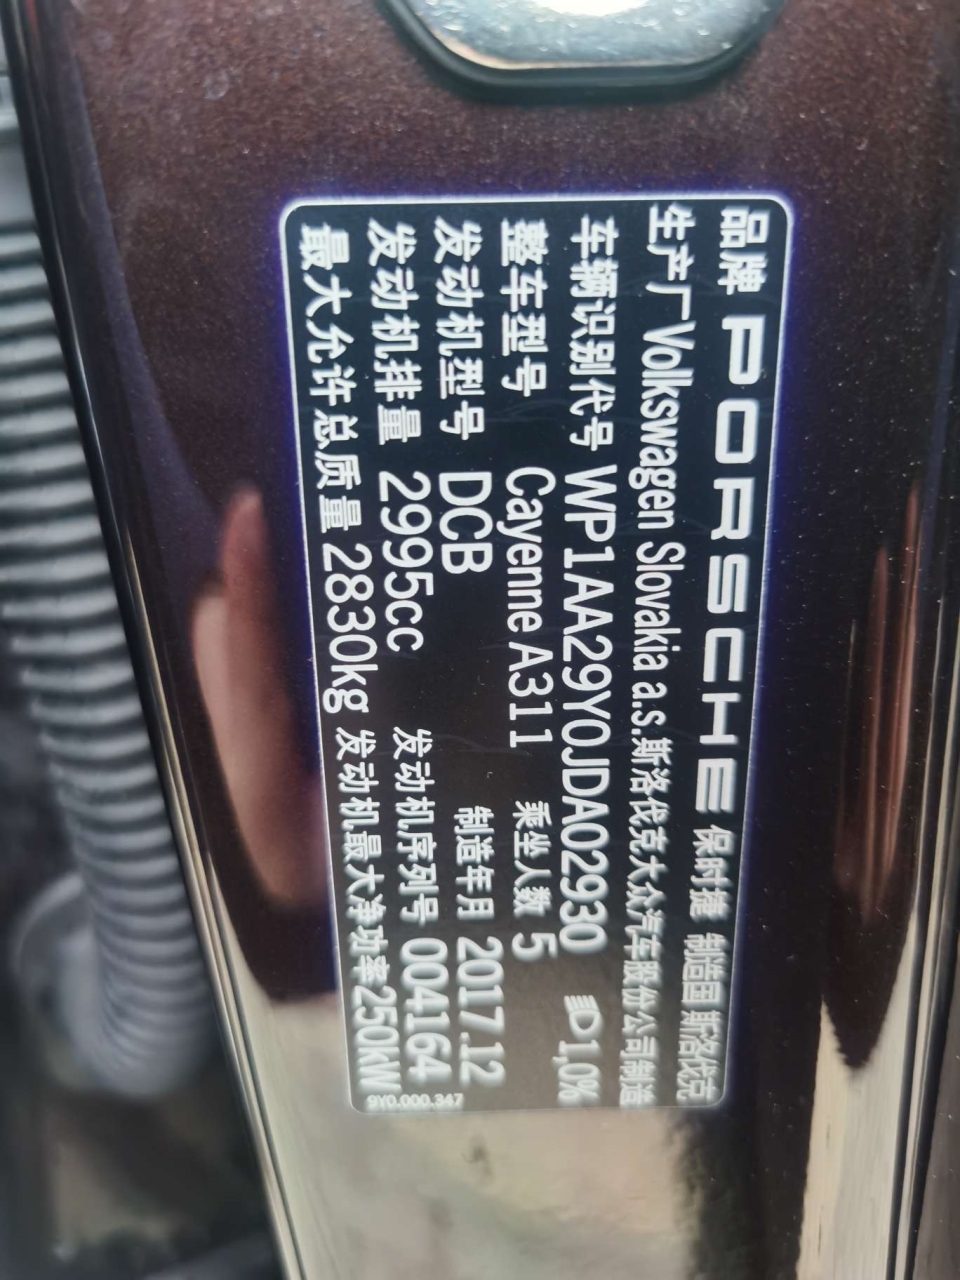 品牌 PORSCHE 保时捷 制造国 斯洛伐克
生产厂 Volkswagen Slovakia a.s.斯洛伐克大众汽车股份公司制造
车辆识别代号 WP1AA29Y0JDA02930 1,0%
整车型号 Cayenne A311 乘坐人数 5
发动机型号 DCB 制造年月 2017.12
发动机排量 2995cc 发动机序列号 004164
最大允许总质量 2830kg 发动机最大净功率250kW
9Y0.000.347